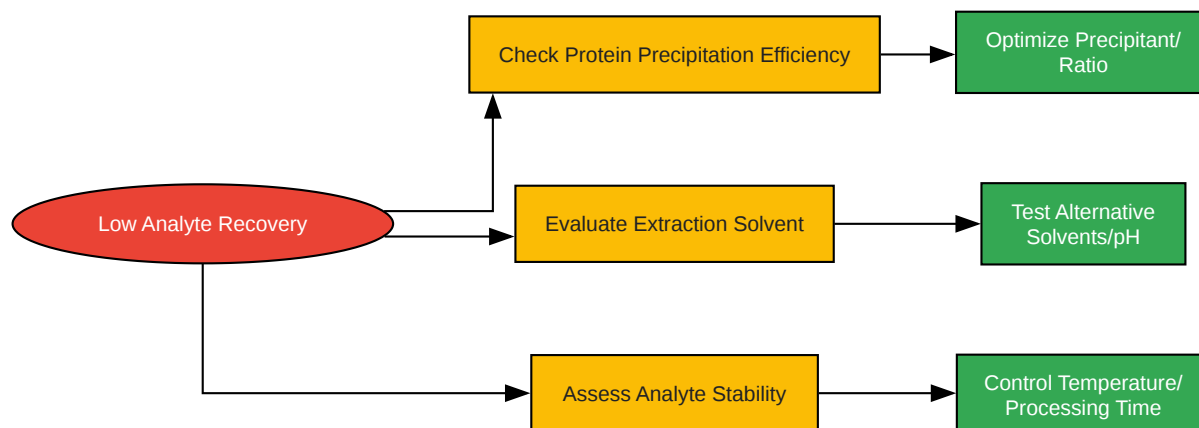 Check Protein Precipitation Efficiency
Optimize Precipitant/
Ratio
Low Analyte Recovery
Evaluate Extraction Solvent
Test Alternative
Solvents/pH
Assess Analyte Stability
Control Temperature/
Processing Time